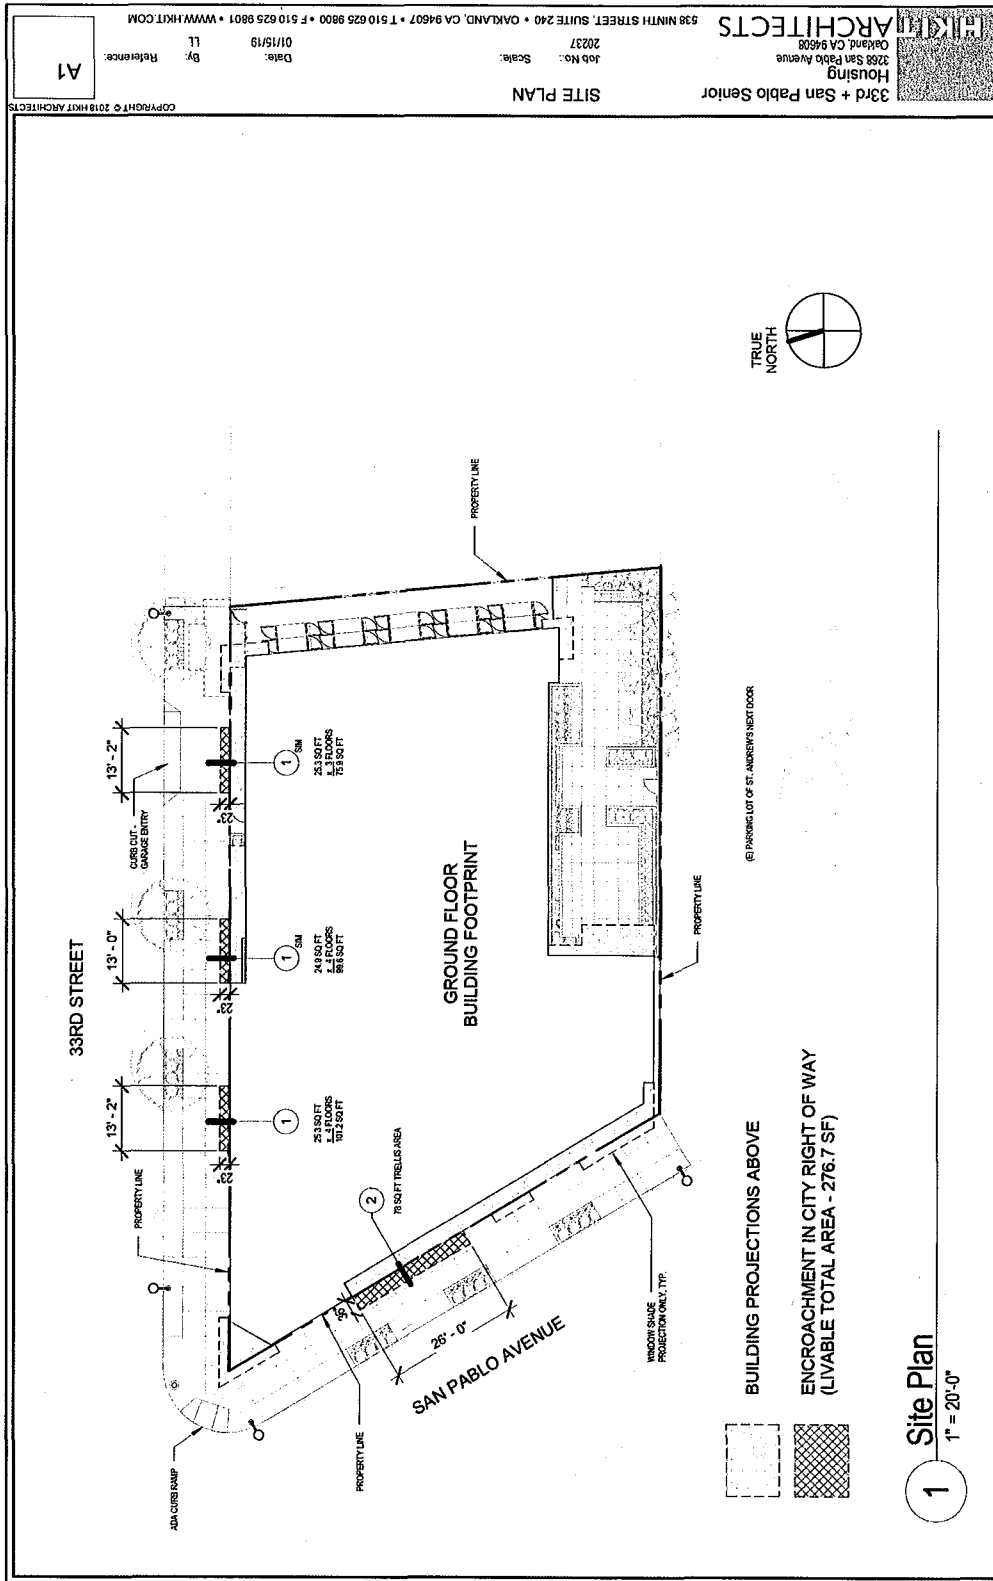 33RD STREET
13' - 2"
13' - 0"
13' - 2"
CURB CUT -
GARAGE ENTRY
PROPERTY LINE
23"
23"
23"
1
25.3 SQ FT
x 4 FLOORS
101.2 SQ FT
1
SIM
24.9 SQ FT
x 4 FLOORS
99.6 SQ FT
1
SIM
25.3 SQ FT
x 3 FLOORS
75.9 SQ FT
ADA CURB RAMP
PROPERTY LINE
36"
26' - 0"
2
78 SQ FT TRELLIS AREA
SAN PABLO AVENUE
GROUND FLOOR
BUILDING FOOTPRINT
PROPERTY LINE
PROPERTY LINE
WINDOW SHADE
PROJECTION ONLY, TYP.
(E) PARKING LOT OF ST. ANDREW'S NEXT DOOR
TRUE
NORTH
BUILDING PROJECTIONS ABOVE
ENCROACHMENT IN CITY RIGHT OF WAY
(LIVABLE TOTAL AREA - 276.7 SF)
1
Site Plan
1" = 20'-0"
COPYRIGHT © 2018 HKIT ARCHITECTS
33rd + San Pablo Senior
Housing
3268 San Pablo Avenue
Oakland, CA 94608
SITE PLAN
Job No.:
20237
Scale:
Date:
01/15/19
By:
LL
Reference:
A1
HKIT
ARCHITECTS
538 NINTH STREET, SUITE 240 • OAKLAND, CA 94607 • T 510 625 9800 • F 510 625 9801 • WWW.HKIT.COM